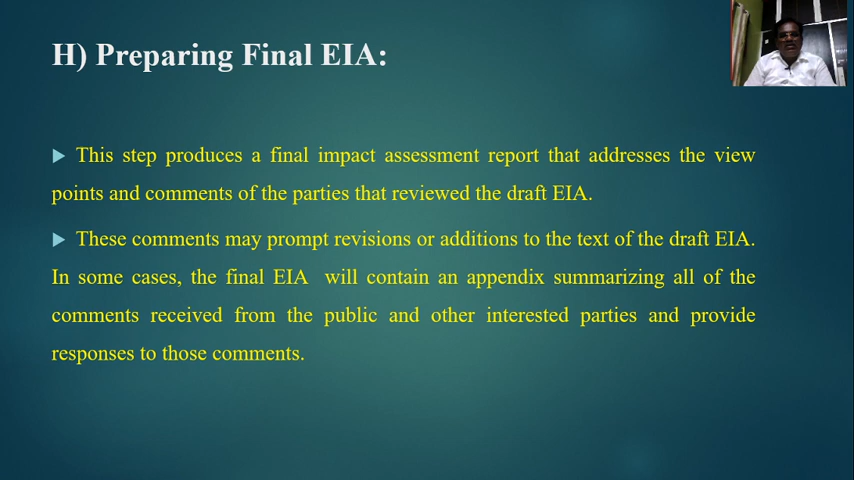 H) Preparing Final EIA:
This step produces a final impact assessment report that addresses the view
points and comments of the parties that reviewed the draft EIA.
These comments may prompt revisions or additions to the text of the draft EIA.
In some cases, the final EIA will contain an appendix summarizing all of the
comments received from the public and other interested parties and provide
responses to those comments.